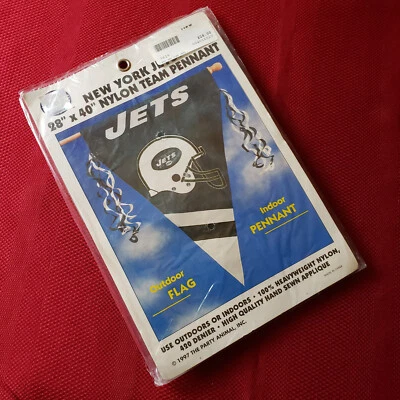 NEW YORK JETS
28" x 40" NYLON TEAM PENNANT
JETS
JETS
Outdoor
FLAG
Indoor
PENNANT
USE OUTDOORS OR INDOORS • 100% HEAVYWEIGHT NYLON,
420 DENIER • HIGH QUALITY HAND SEWN APPLIQUE
© 1997 THE PARTY ANIMAL, INC.